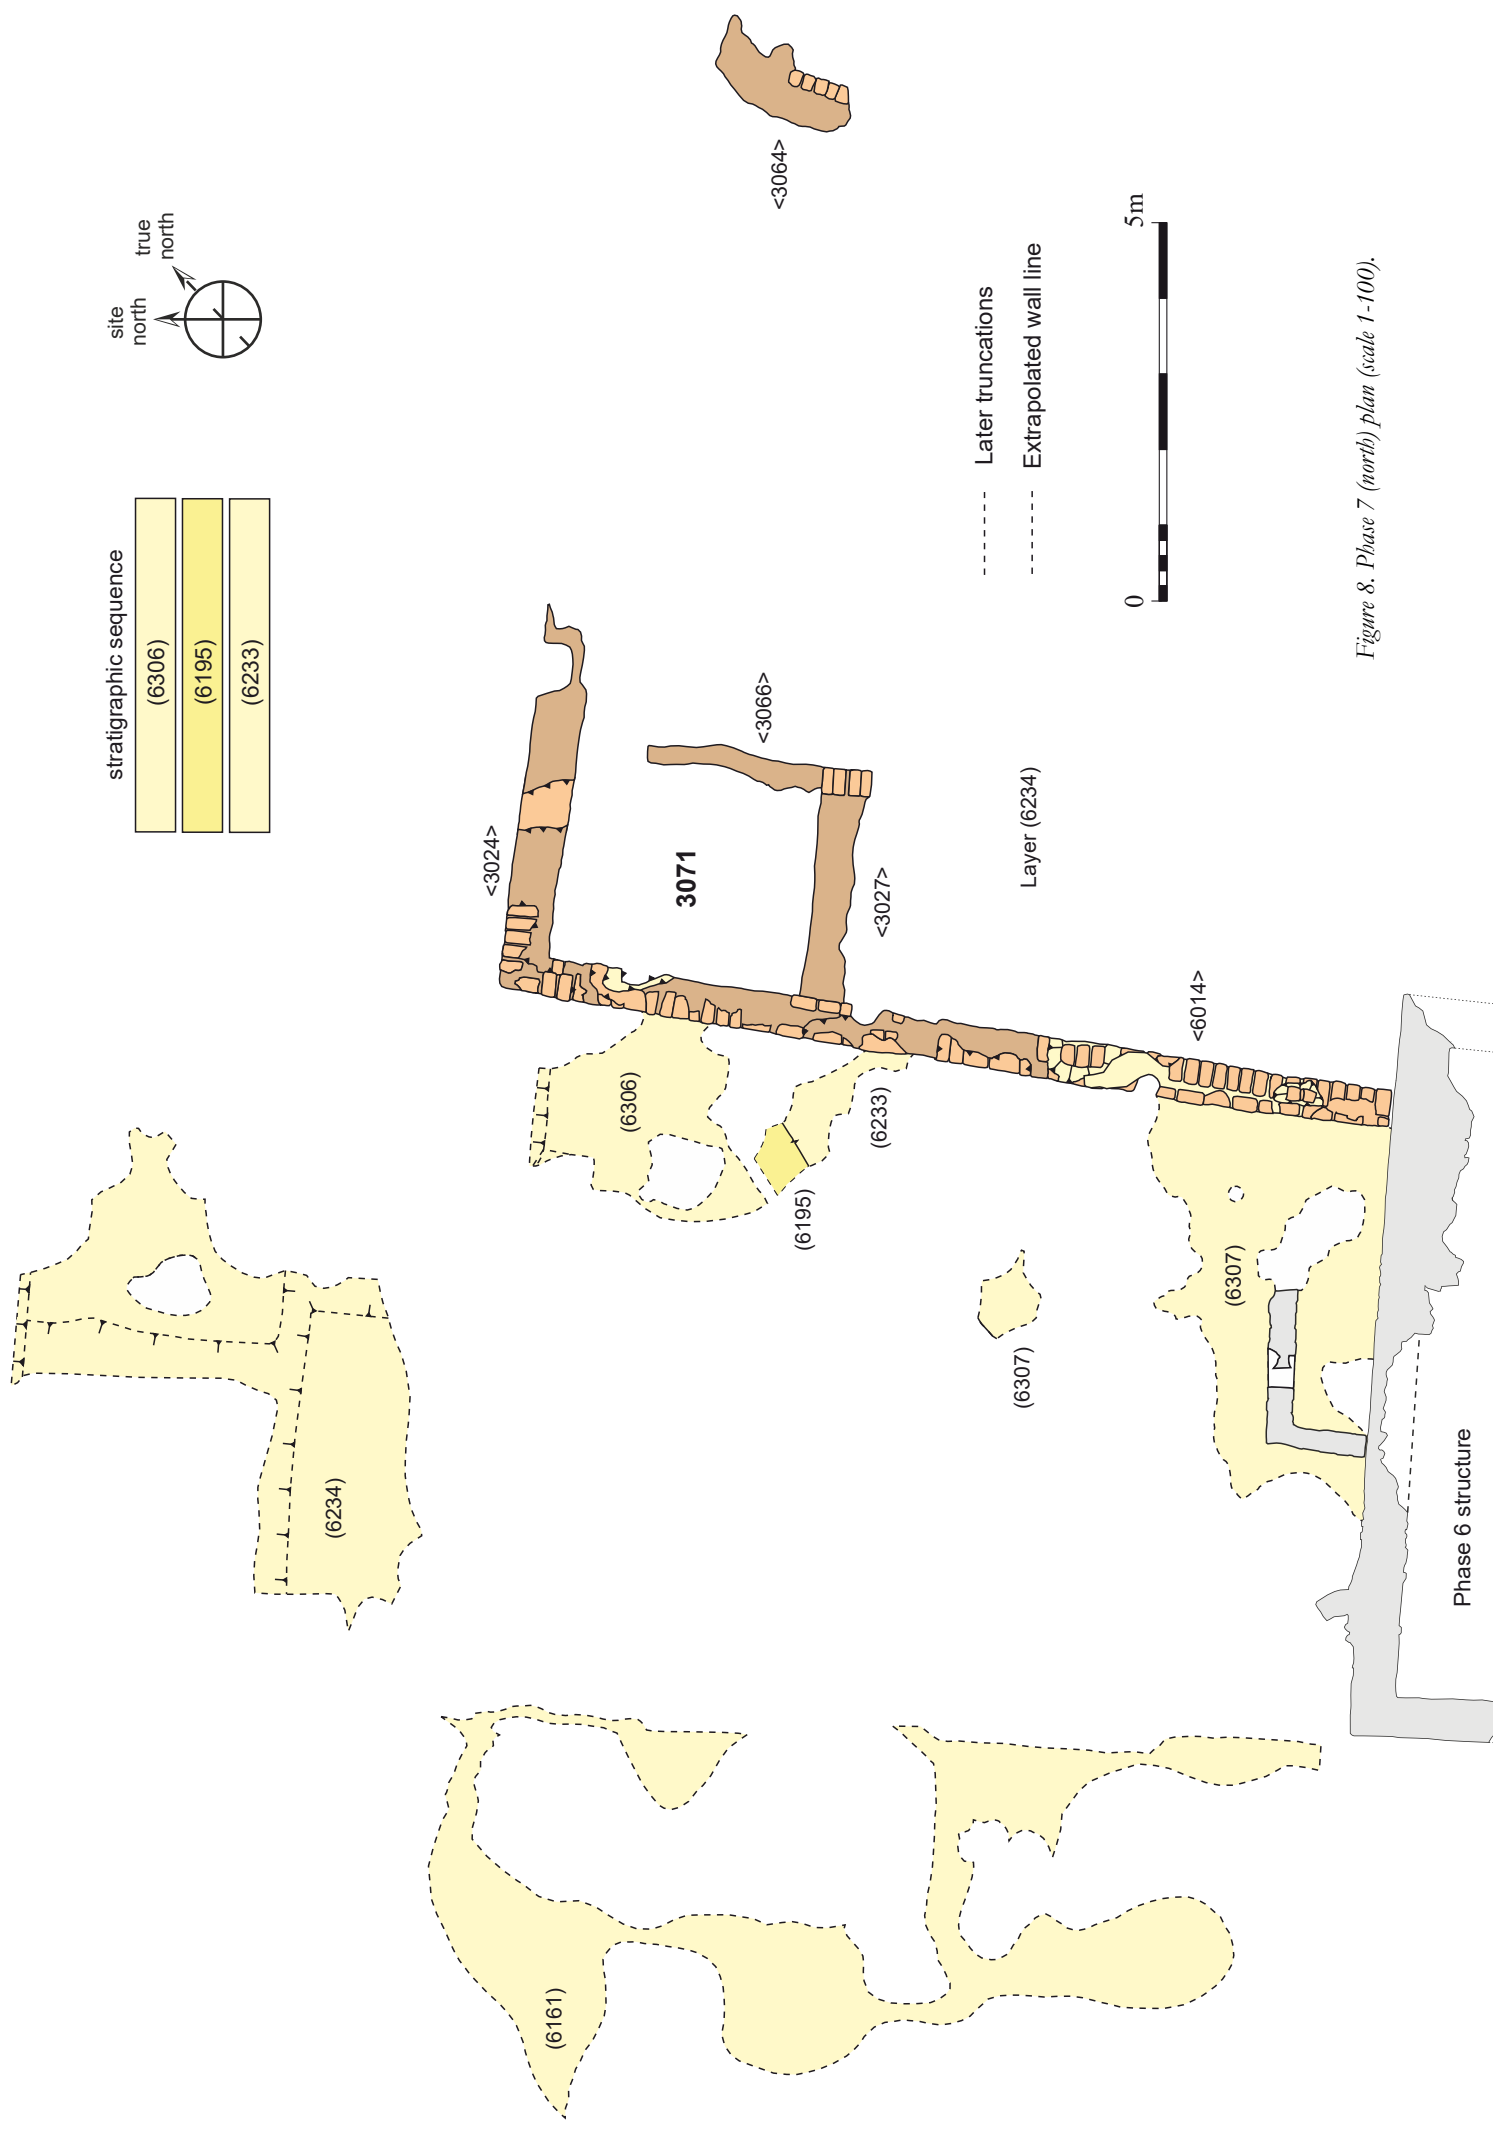 stratigraphic sequence
(6306)
(6195)
(6233)
site
north
true
north
<3064>
<3024>
3071
<3066>
<3027>
Layer (6234)
<6014>
(6306)
(6233)
(6195)
(6307)
(6307)
(6234)
(6161)
Phase 6 structure
Later truncations
Extrapolated wall line
0
5m
Figure 8. Phase 7 (north) plan (scale 1-100).